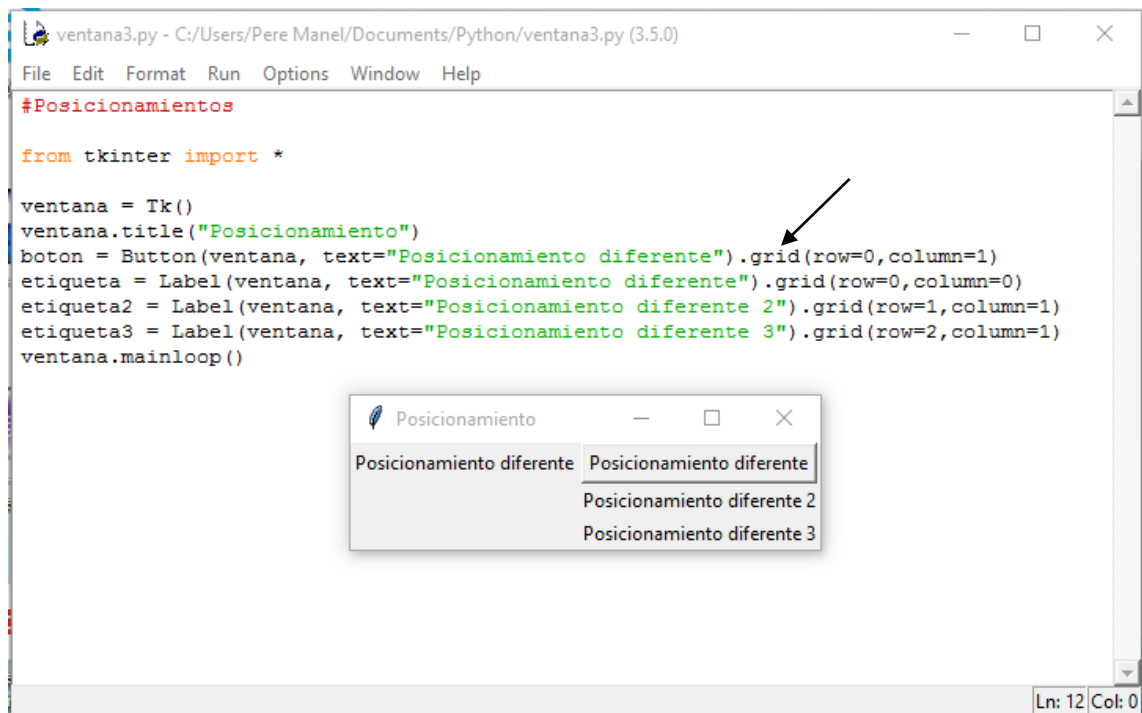 ventana3.py - C:/Users/Pere Manel/Documents/Python/ventana3.py (3.5.0)
File Edit Format Run Options Window Help
#Posicionamientos
from tkinter import *
ventana = Tk()
ventana.title("Posicionamiento")
boton = Button(ventana, text="Posicionamiento diferente").grid(row=0,column=1)
etiqueta = Label(ventana, text="Posicionamiento diferente").grid(row=0,column=0)
etiqueta2 = Label(ventana, text="Posicionamiento diferente 2").grid(row=1,column=1)
etiqueta3 = Label(ventana, text="Posicionamiento diferente 3").grid(row=2,column=1)
ventana.mainloop()
Posicionamiento
Posicionamiento diferente Posicionamiento diferente
Posicionamiento diferente 2
Posicionamiento diferente 3
Ln: 12 Col: 0